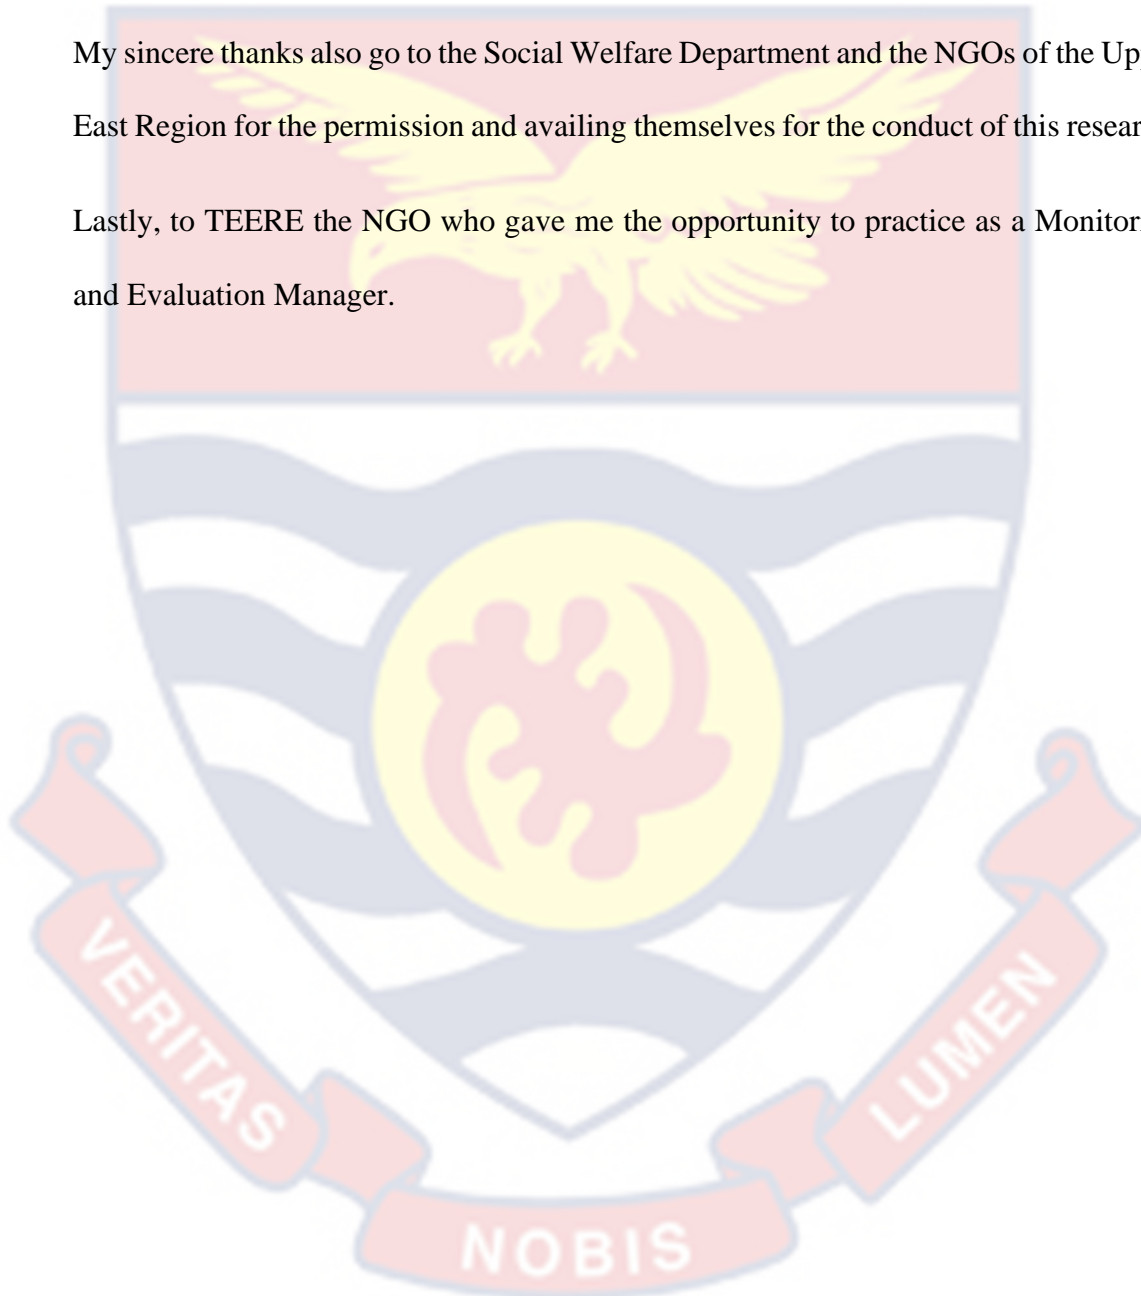 My sincere thanks also go to the Social Welfare Department and the NGOs of the Up
East Region for the permission and availing themselves for the conduct of this resear
Lastly, to TEERE the NGO who gave me the opportunity to practice as a Monitor
and Evaluation Manager.
VERITAS
NOBIS
LUMEN